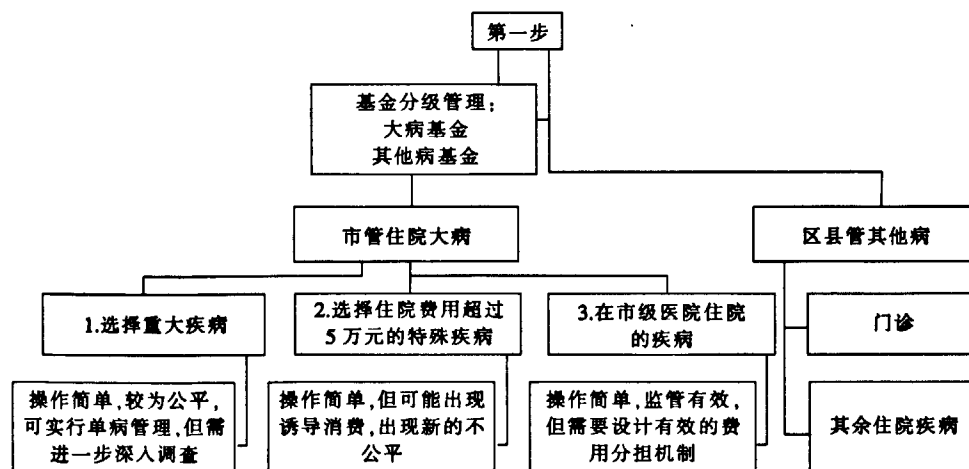 第一步
基金分级管理：
大病基金
其他病基金
市管住院大病
区县管其他病
1.选择重大疾病
2.选择住院费用超过
5万元的特殊疾病
3.在市级医院住院
的疾病
门诊
操作简单,较为公平,
可实行单病管理,但需
进一步深入调查
操作简单,但可能出现
诱导消费,出现新的不
公平
操作简单,监管有效,
但需要设计有效的费
用分担机制
其余住院疾病